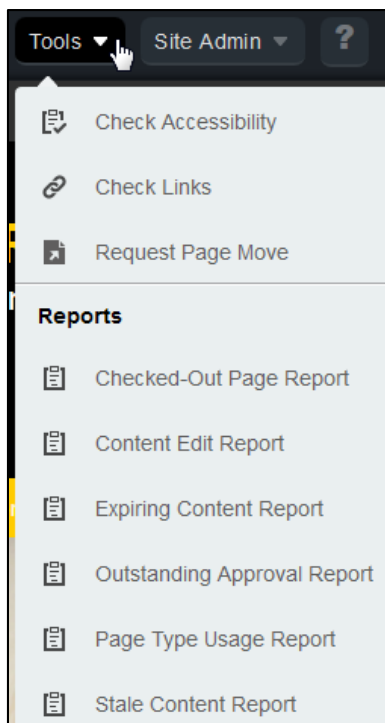 Tools Site Admin ?
Check Accessibility
Check Links
Request Page Move
Reports
Checked-Out Page Report
Content Edit Report
Expiring Content Report
Outstanding Approval Report
Page Type Usage Report
Stale Content Report